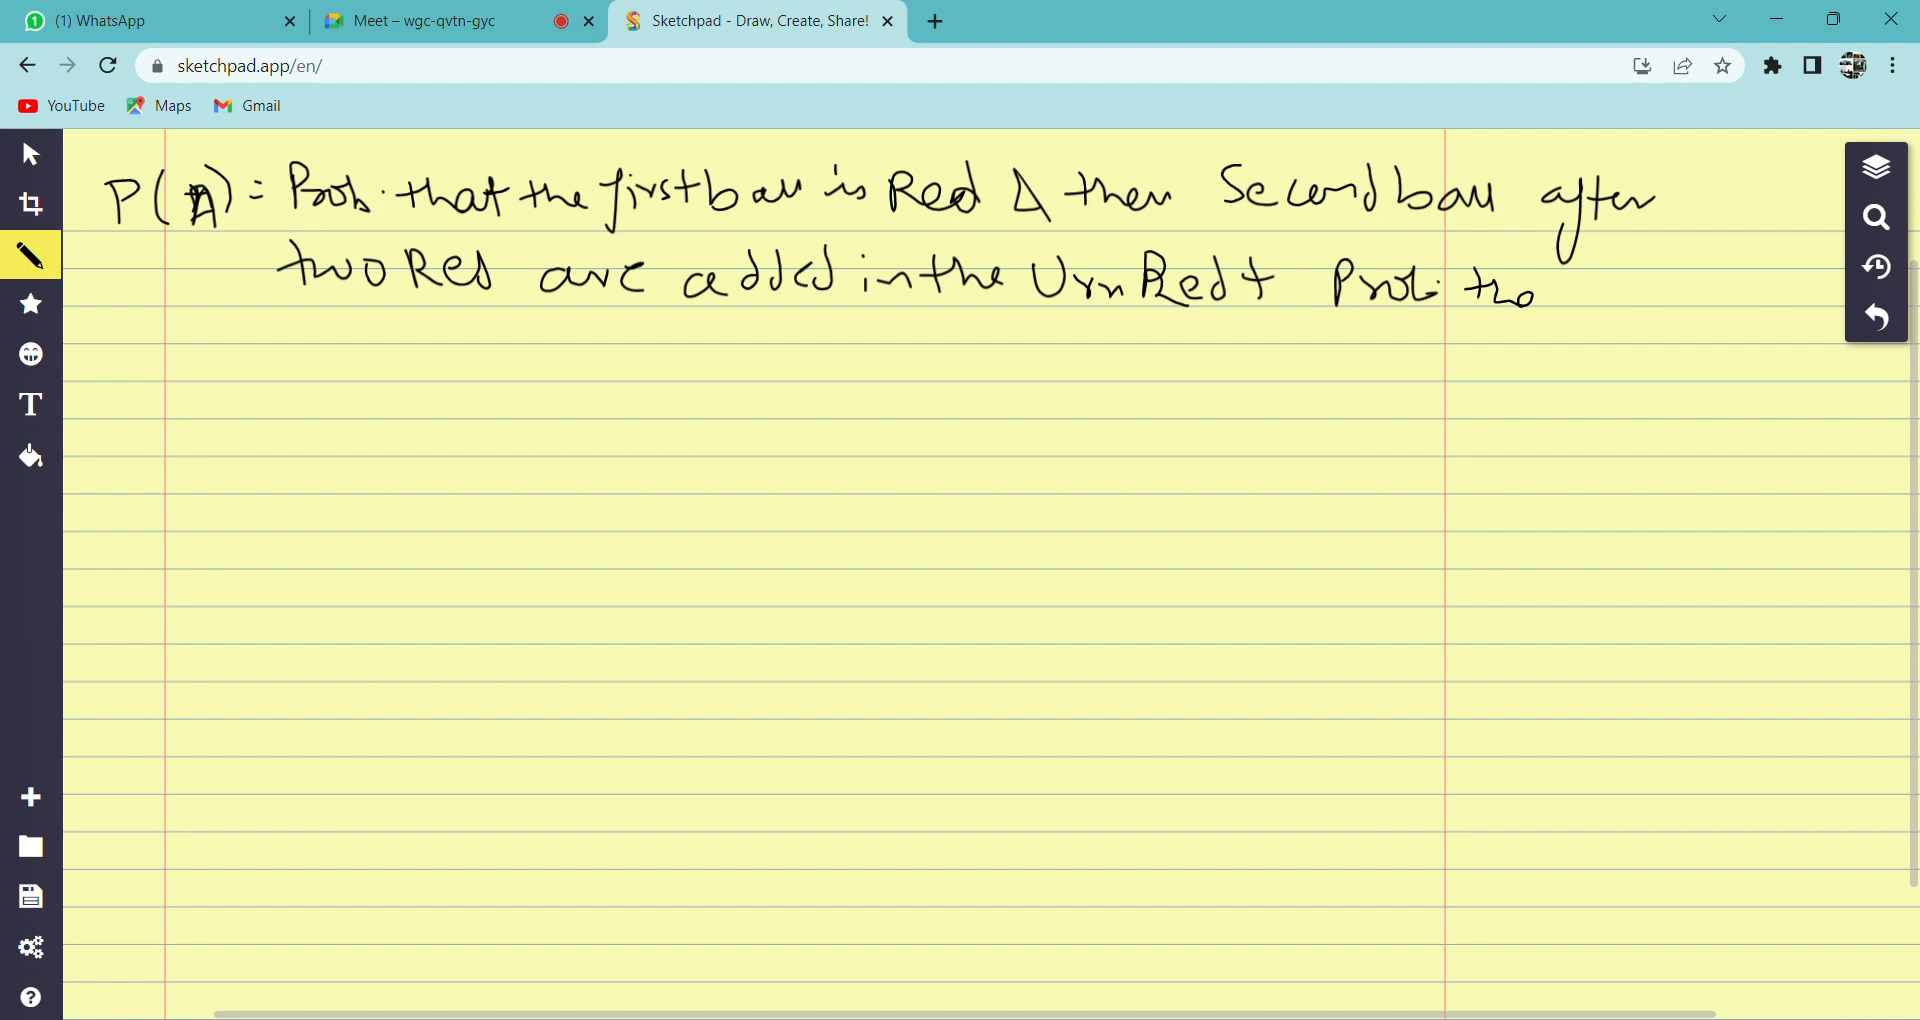 (1) WhatsApp
Meet – wgc-qvtn-gyc
Sketchpad - Draw, Create, Share!
sketchpad.app/en/
YouTube Maps Gmail
P(A) = Prob. that the first ball is Red & then Second ball after
two Red are added in the Urn Red + Prob. the